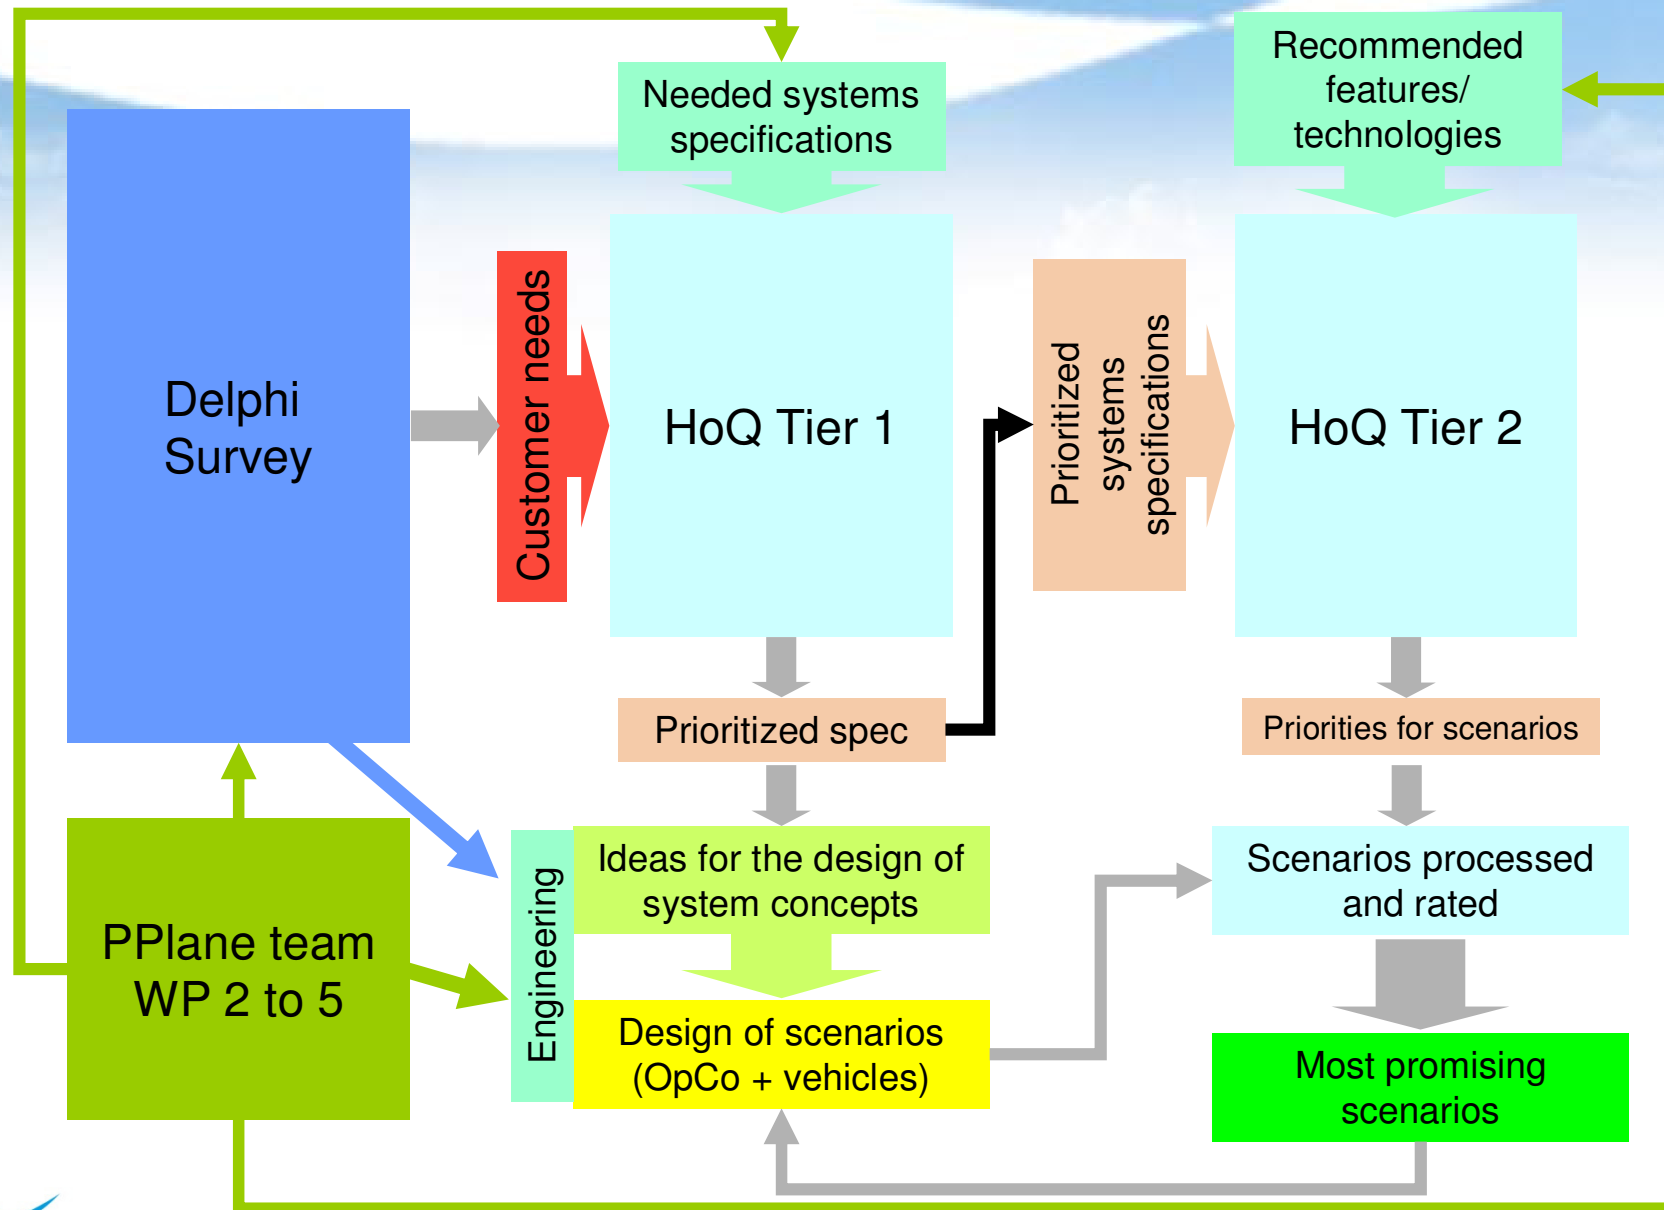 Needed systems
specifications
Recommended
features/
technologies
Delphi
Survey
Customer needs
HoQ Tier 1
Prioritized
systems
specifications
HoQ Tier 2
Prioritized spec
Priorities for scenarios
PPlane team
WP 2 to 5
Engineering
Ideas for the design of
system concepts
Design of scenarios
(OpCo + vehicles)
Scenarios processed
and rated
Most promising
scenarios